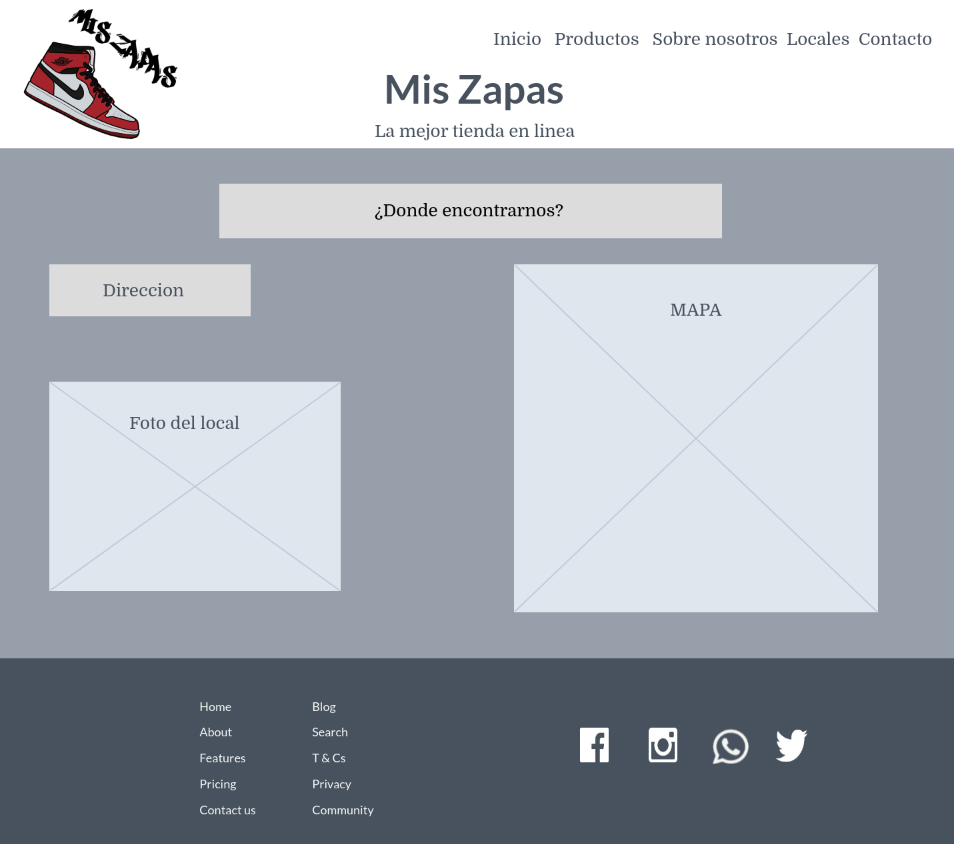 MIS ZAPAS
Inicio Productos Sobre nosotros Locales Contacto
Mis Zapas
La mejor tienda en linea
¿Donde encontrarnos?
Direccion
MAPA
Foto del local
Home
About
Features
Pricing
Contact us
Blog
Search
T & Cs
Privacy
Community